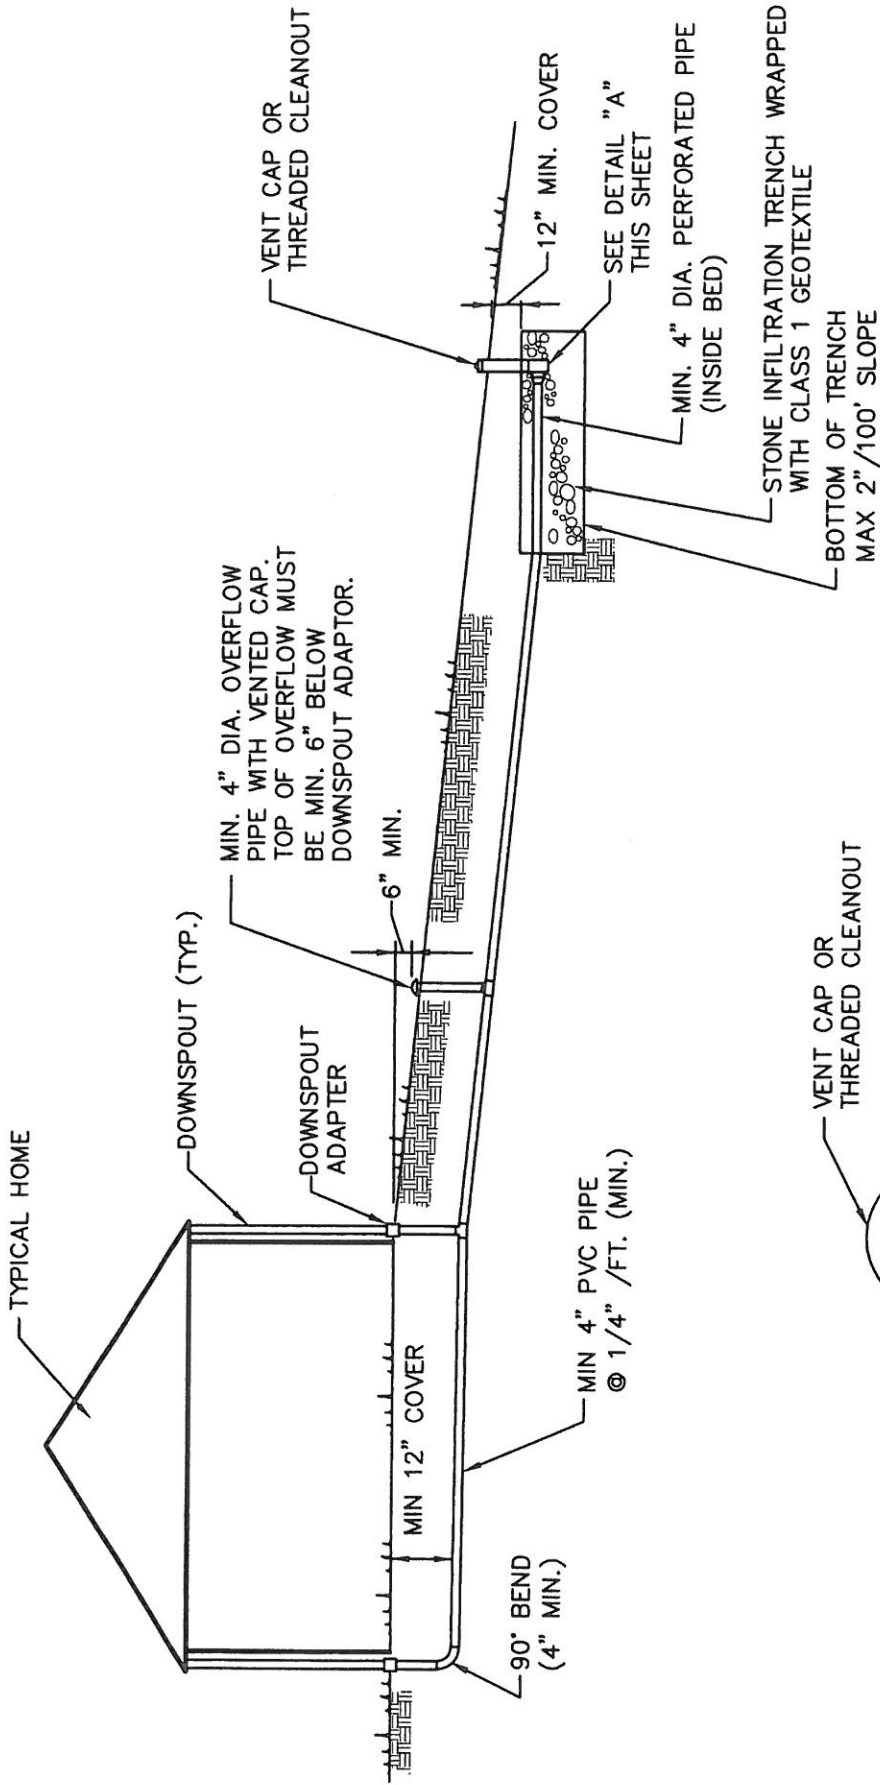 TYPICAL HOME
DOWNSPOUT (TYP.)
DOWNSPOUT
ADAPTER
MIN. 4" DIA. OVERFLOW
PIPE WITH VENTED CAP.
TOP OF OVERFLOW MUST
BE MIN. 6" BELOW
DOWNSPOUT ADAPTOR.
6" MIN.
VENT CAP OR
THREADED CLEANOUT
12" MIN. COVER
SEE DETAIL "A"
THIS SHEET
MIN. 4" DIA. PERFORATED PIPE
(INSIDE BED)
STONE INFILTRATION TRENCH WRAPPED
WITH CLASS 1 GEOTEXTILE
BOTTOM OF TRENCH
MAX 2"/100' SLOPE
MIN 12" COVER
90° BEND
(4" MIN.)
MIN 4" PVC PIPE
@ 1/4" /FT. (MIN.)
VENT CAP OR
THREADED CLEANOUT